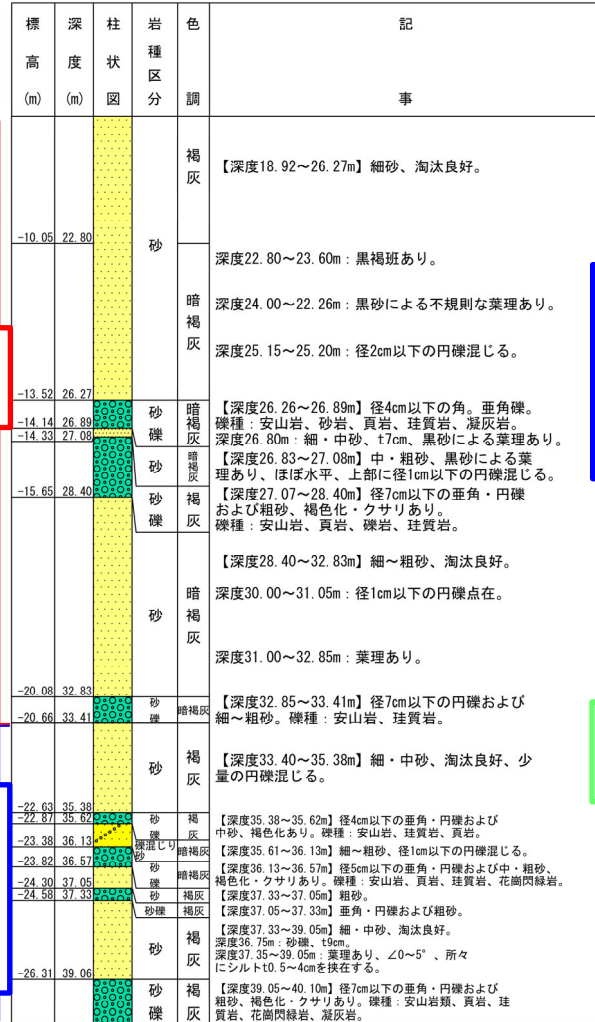 標高(m) 深度(m) 柱状図 岩種区分 色調 記事
褐灰
【深度18.92～26.27m】細砂、淘汰良好。
-10.05 22.80
砂
深度22.80～23.60m：黒褐班あり。
暗褐灰
深度24.00～22.26m：黒砂による不規則な葉理あり。
深度25.15～25.20m：径2cm以下の円礫混じる。
-13.52 26.27
砂礫 暗褐灰
【深度26.26～26.89m】径4cm以下の角。亜角礫。
礫種：安山岩、砂岩、頁岩、珪質岩、凝灰岩。
深度26.80m：細・中砂、t7cm、黒砂による葉理あり。
-14.14 26.89
-14.33 27.08
砂 暗褐灰
【深度26.83～27.08m】中・粗砂、黒砂による葉
理あり、ほぼ水平、上部に径1cm以下の円礫混じる。
-15.65 28.40
砂礫 褐灰
【深度27.07～28.40m】径7cm以下の亜角・円礫
および粗砂、褐色化・クサリあり。
礫種：安山岩、頁岩、礫岩、珪質岩。
【深度28.40～32.83m】細～粗砂、淘汰良好。
砂 暗褐灰
深度30.00～31.05m：径1cm以下の円礫点在。
深度31.00～32.85m：葉理あり。
-20.08 32.83
砂礫 暗褐灰
【深度32.85～33.41m】径7cm以下の円礫および
細～粗砂。礫種：安山岩、珪質岩。
-20.66 33.41
砂 褐灰
【深度33.40～35.38m】細・中砂、淘汰良好、少
量の円礫混じる。
-22.63 35.38
-22.87 35.62
砂礫 褐灰
【深度35.38～35.62m】径4cm以下の亜角・円礫および
中砂、褐色化あり。礫種：安山岩、珪質岩、頁岩。
-23.38 36.13
礫混じり砂 暗褐灰
【深度35.61～36.13m】細～粗砂、径1cm以下の円礫混じる。
-23.82 36.57
砂礫 暗褐灰
【深度36.13～36.57m】径5cm以下の亜角・円礫および中・粗砂、
褐色化・クサリあり。礫種：安山岩、頁岩、珪質岩、花崗閃緑岩。
-24.30 37.05
砂 褐灰
【深度37.33～37.05m】粗砂。
-24.58 37.33
砂礫 褐灰
【深度37.05～37.33m】亜角・円礫および粗砂。
砂 褐灰
【深度37.33～39.05m】細・中砂、淘汰良好。
深度36.75m：砂礫、t9cm。
深度37.35～39.05m：葉理あり、∠0～5°、所々
にシルトt0.5～4cmを挟在する。
-26.31 39.06
砂礫 褐灰
【深度39.05～40.10m】径7cm以下の亜角・円礫および
粗砂、褐色化・クサリあり。礫種：安山岩類、頁岩、珪
質岩、花崗閃緑岩、凝灰岩。